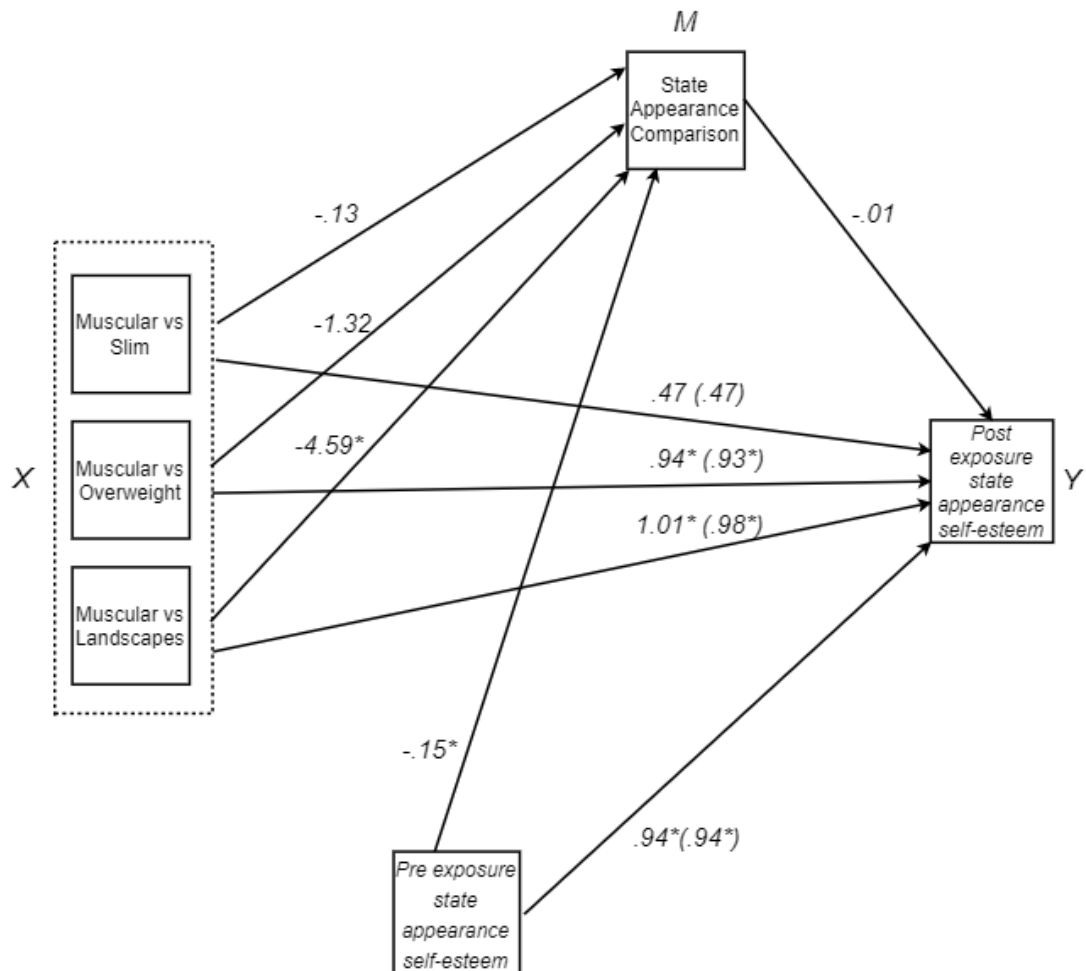 M
State
Appearance
Comparison
-.13
-.01
Muscular vs
Slim
-1.32
.47 (.47)
-4.59*
X
Muscular vs
Overweight
.94* (.93*)
Post
exposure
state
appearance
self-esteem
Y
1.01* (.98*)
Muscular vs
Landscapes
-.15*
.94*(.94*)
Pre exposure
state
appearance
self-esteem